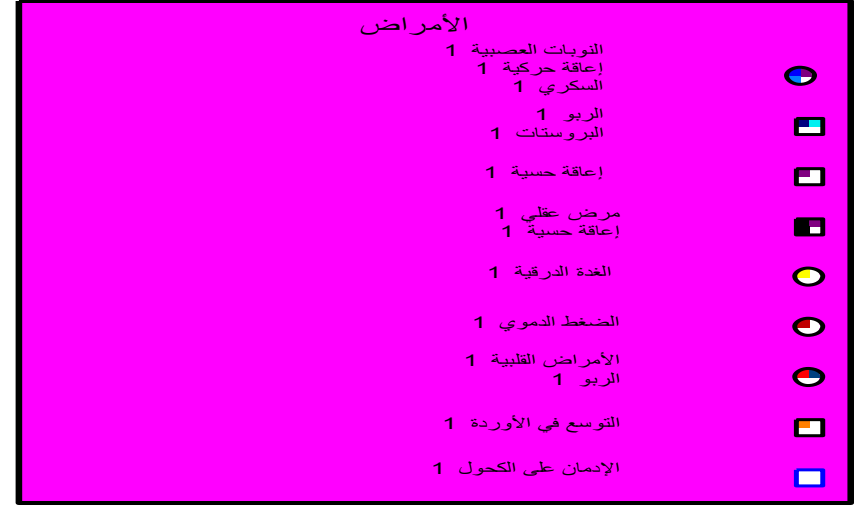 الأمراض
النوبات العصبية 1
إعاقة حركية 1
السكري 1
الربو 1
البروستات 1
إعاقة حسية 1
مرض عقلي 1
إعاقة حسية 1
الغدة الدرقية 1
الضغط الدموي 1
الأمراض القلبية 1
الربو 1
التوسع في الأوردة 1
الإدمان على الكحول 1